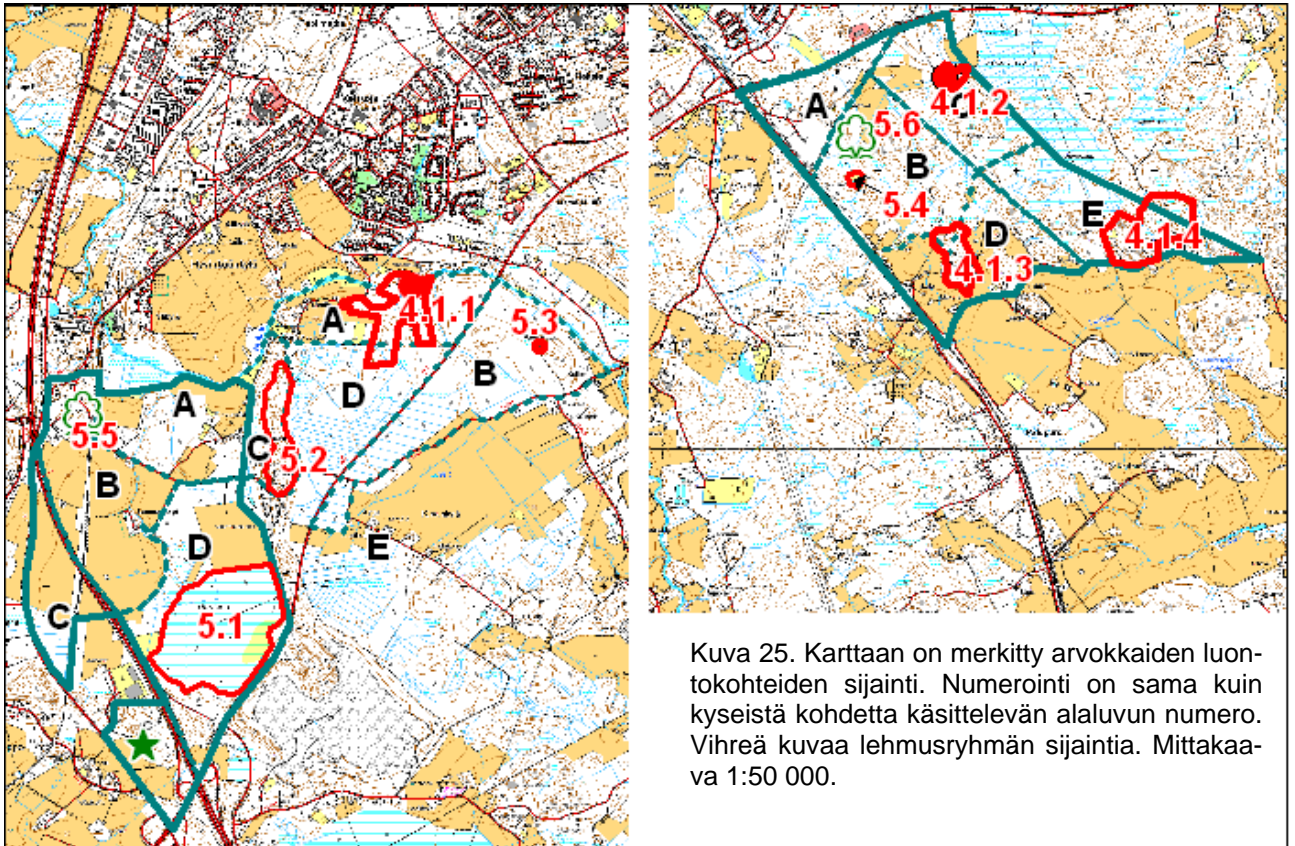 A
4.1.1
5.3
B
D
A
5.5
C
5.2
B
E
D
C
5.1
A
4.1.2
C
5.6
B
5.4
E
D
4.1.4
4.1.3
Kuva 25. Karttaan on merkitty arvokkaiden luon-
tokohteiden sijainti. Numerointi on sama kuin
kyseistä kohdetta käsittelevän alaluvun numero.
Vihreä kuvaa lehmusryhmän sijaintia. Mittakaa-
va 1:50 000.